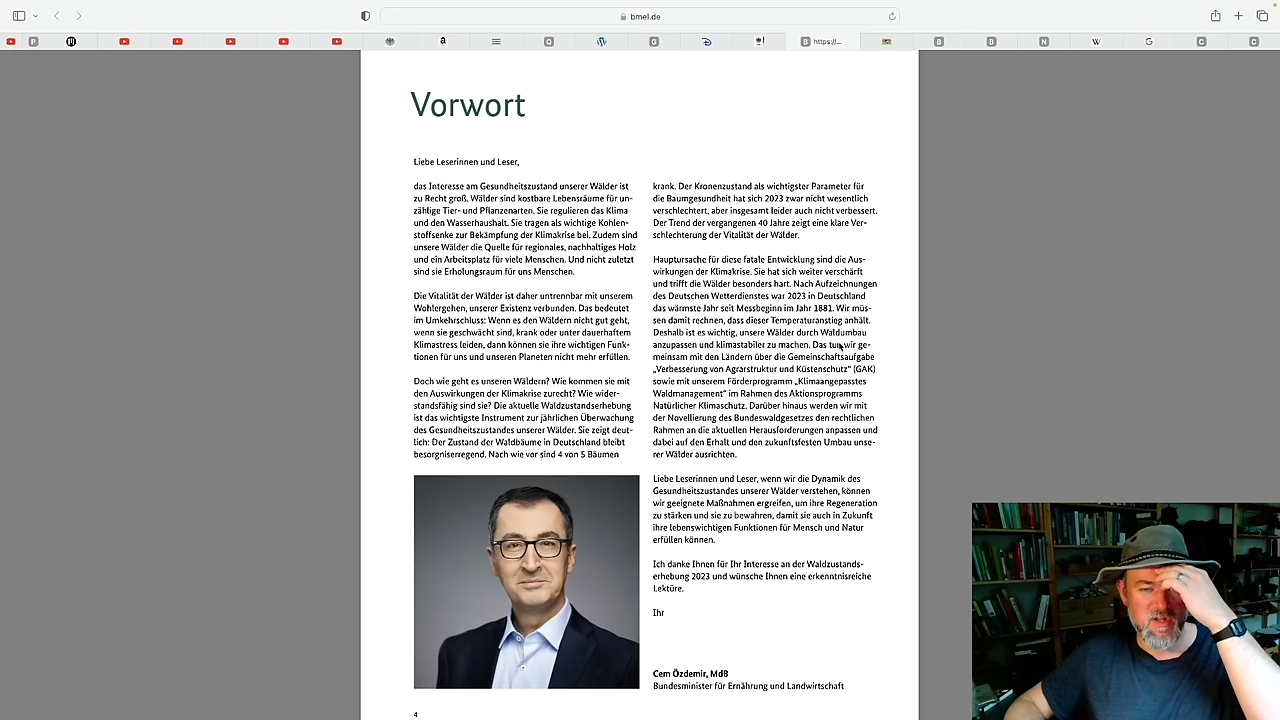 bmel.de
https://...
Vorwort
Liebe Leserinnen und Leser,
das Interesse am Gesundheitszustand unserer Wälder ist
zu Recht groß. Wälder sind kostbare Lebensräume für un-
zählige Tier- und Pflanzenarten. Sie regulieren das Klima
und den Wasserhaushalt. Sie tragen als wichtige Kohlen-
stoffsenke zur Bekämpfung der Klimakrise bei. Zudem sind
unsere Wälder die Quelle für regionales, nachhaltiges Holz
und ein Arbeitsplatz für viele Menschen. Und nicht zuletzt
sind sie Erholungsraum für uns Menschen.
Die Vitalität der Wälder ist daher untrennbar mit unserem
Wohlergehen, unserer Existenz verbunden. Das bedeutet
im Umkehrschluss: Wenn es den Wäldern nicht gut geht,
wenn sie geschwächt sind, krank oder unter dauerhaftem
Klimastress leiden, dann können sie ihre wichtigen Funk-
tionen für uns und unseren Planeten nicht mehr erfüllen.
Doch wie geht es unseren Wäldern? Wie kommen sie mit
den Auswirkungen der Klimakrise zurecht? Wie wider-
standsfähig sind sie? Die aktuelle Waldzustandserhebung
ist das wichtigste Instrument zur jährlichen Überwachung
des Gesundheitszustandes unserer Wälder. Sie zeigt deut-
lich: Der Zustand der Waldbäume in Deutschland bleibt
besorgniserregend. Nach wie vor sind 4 von 5 Bäumen
krank. Der Kronenzustand als wichtigster Parameter für
die Baumgesundheit hat sich 2023 zwar nicht wesentlich
verschlechtert, aber insgesamt leider auch nicht verbessert.
Der Trend der vergangenen 40 Jahre zeigt eine klare Ver-
schlechterung der Vitalität der Wälder.
Hauptursache für diese fatale Entwicklung sind die Aus-
wirkungen der Klimakrise. Sie hat sich weiter verschärft
und trifft die Wälder besonders hart. Nach Aufzeichnungen
des Deutschen Wetterdienstes war 2023 in Deutschland
das wärmste Jahr seit Messbeginn im Jahr 1881. Wir müs-
sen damit rechnen, dass dieser Temperaturanstieg anhält.
Deshalb ist es wichtig, unsere Wälder durch Waldumbau
anzupassen und klimastabiler zu machen. Das tun wir ge-
meinsam mit den Ländern über die Gemeinschaftsaufgabe
„Verbesserung von Agrarstruktur und Küstenschutz“ (GAK)
sowie mit unserem Förderprogramm „Klimaangepasstes
Waldmanagement“ im Rahmen des Aktionsprogramms
Natürlicher Klimaschutz. Darüber hinaus werden wir mit
der Novellierung des Bundeswaldgesetzes den rechtlichen
Rahmen an die aktuellen Herausforderungen anpassen und
dabei auf den Erhalt und den zukunftsfesten Umbau unse-
rer Wälder ausrichten.
Liebe Leserinnen und Leser, wenn wir die Dynamik des
Gesundheitszustandes unserer Wälder verstehen, können
wir geeignete Maßnahmen ergreifen, um ihre Regeneration
zu stärken und sie zu bewahren, damit sie auch in Zukunft
ihre lebenswichtigen Funktionen für Mensch und Natur
erfüllen können.
Ich danke Ihnen für Ihr Interesse an der Waldzustands-
erhebung 2023 und wünsche Ihnen eine erkenntnisreiche
Lektüre.
Ihr
Cem Özdemir, MdB
Bundesminister für Ernährung und Landwirtschaft
4